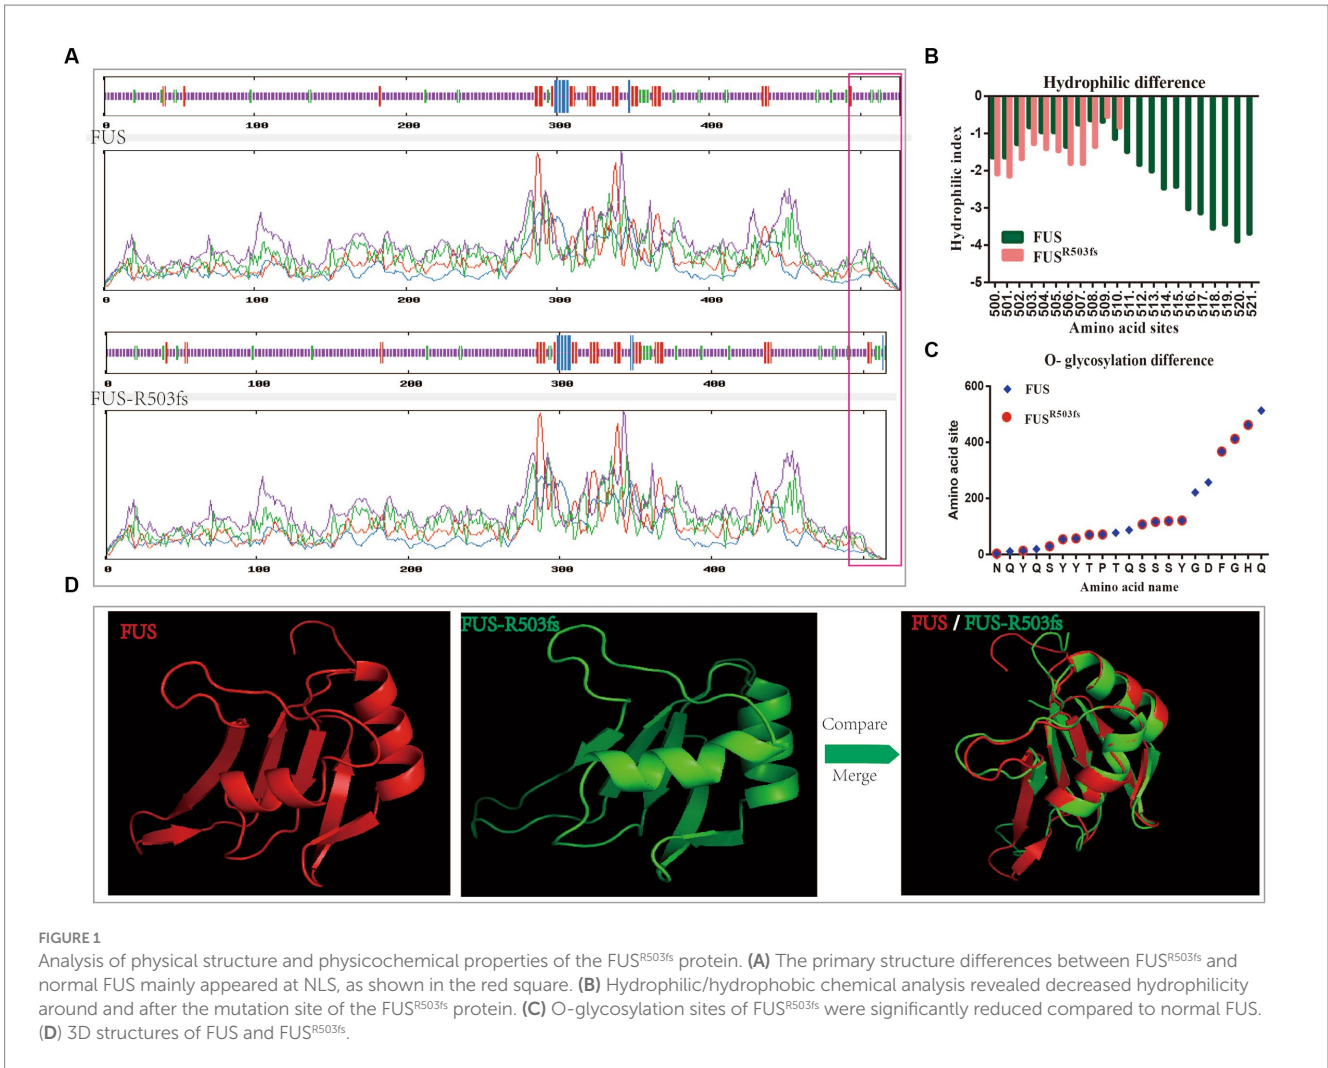 A
0 100 200 300 400
FUS
0 100 200 300 400
0 100 200 300 400
FUS-R503fs
0 100 200 300 400
B
Hydrophilic difference
0
-1
-2
-3
-4
-5
Hydrophilic index
FUS
FUSR503fs
500. 501. 502. 503. 504. 505. 506. 507. 508. 509. 510. 511. 512. 513. 514. 515. 516. 517. 518. 519. 520. 521.
Amino acid sites
C
O- glycosylation difference
600
400
200
0
Amino acid site
FUS
FUSR503fs
N Q Y Q S Y Y T P T Q S S S Y G D F G H Q
Amino acid name
D
FUS
FUS-R503fs
Compare
Merge
FUS / FUS-R503fs
FIGURE 1
Analysis of physical structure and physicochemical properties of the FUSR503fs protein. (A) The primary structure differences between FUSR503fs and
normal FUS mainly appeared at NLS, as shown in the red square. (B) Hydrophilic/hydrophobic chemical analysis revealed decreased hydrophilicity
around and after the mutation site of the FUSR503fs protein. (C) O-glycosylation sites of FUSR503fs were significantly reduced compared to normal FUS.
(D) 3D structures of FUS and FUSR503fs.